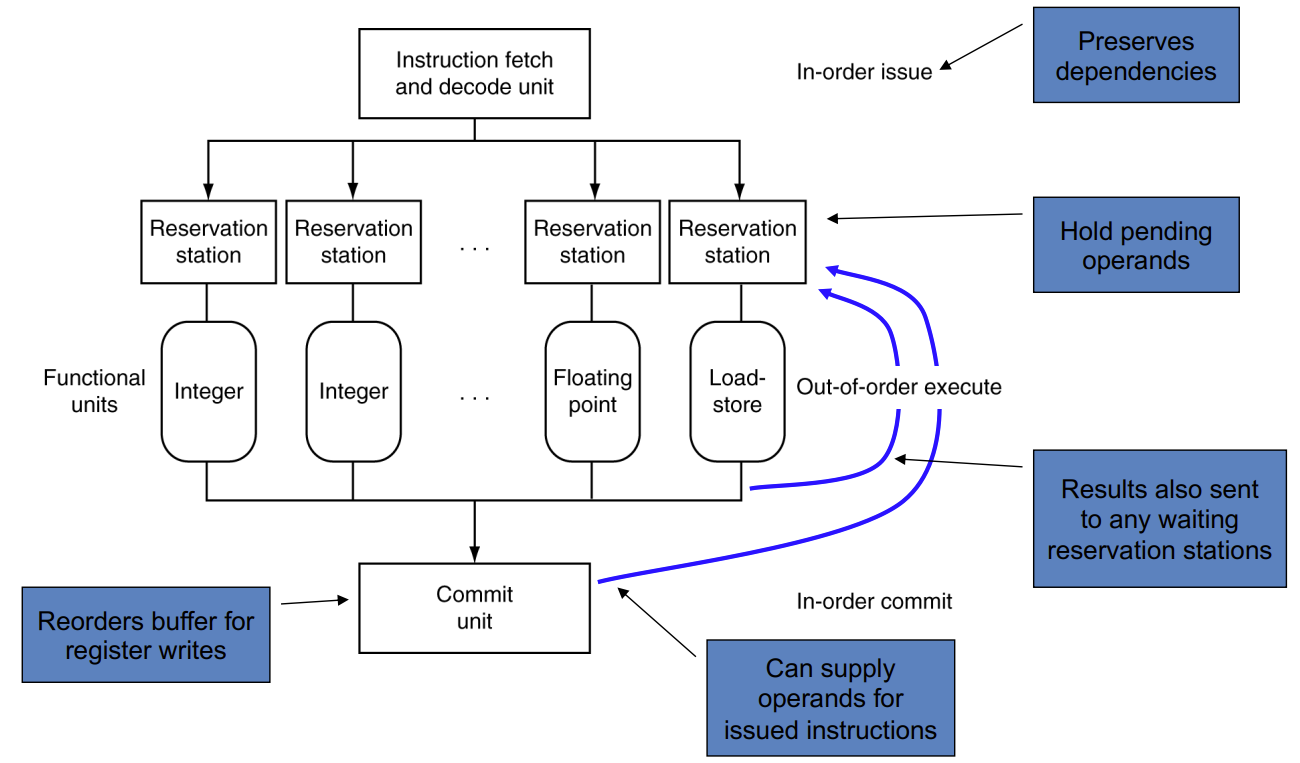 Instruction fetch
and decode unit
In-order issue
Preserves
dependencies
Reservation
station
Reservation
station
. . .
Reservation
station
Reservation
station
Hold pending
operands
Functional
units
Integer
Integer
. . .
Floating
point
Load-
store
Out-of-order execute
Results also sent
to any waiting
reservation stations
Commit
unit
In-order commit
Reorders buffer for
register writes
Can supply
operands for
issued instructions